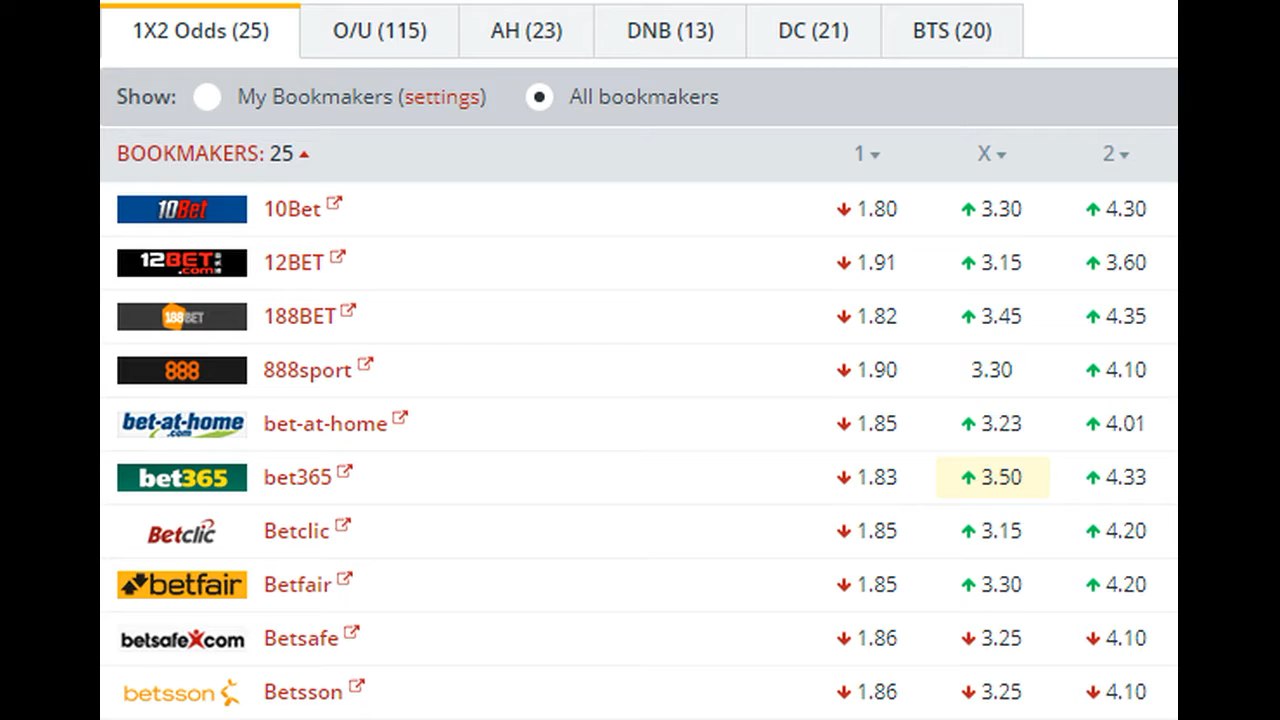 1X2 Odds (25) O/U (115) AH (23) DNB (13) DC (21) BTS (20)
Show: My Bookmakers (settings) All bookmakers
BOOKMAKERS: 25 1 X 2
10Bet 10Bet 1.80 3.30 4.30
12BET.com 12BET 1.91 3.15 3.60
188BET 188BET 1.82 3.45 4.35
888 888sport 1.90 3.30 4.10
bet-at-home.com bet-at-home 1.85 3.23 4.01
bet365 bet365 1.83 3.50 4.33
Betclic Betclic 1.85 3.15 4.20
betfair Betfair 1.85 3.30 4.20
betsafe.com Betsafe 1.86 3.25 4.10
betsson Betsson 1.86 3.25 4.10